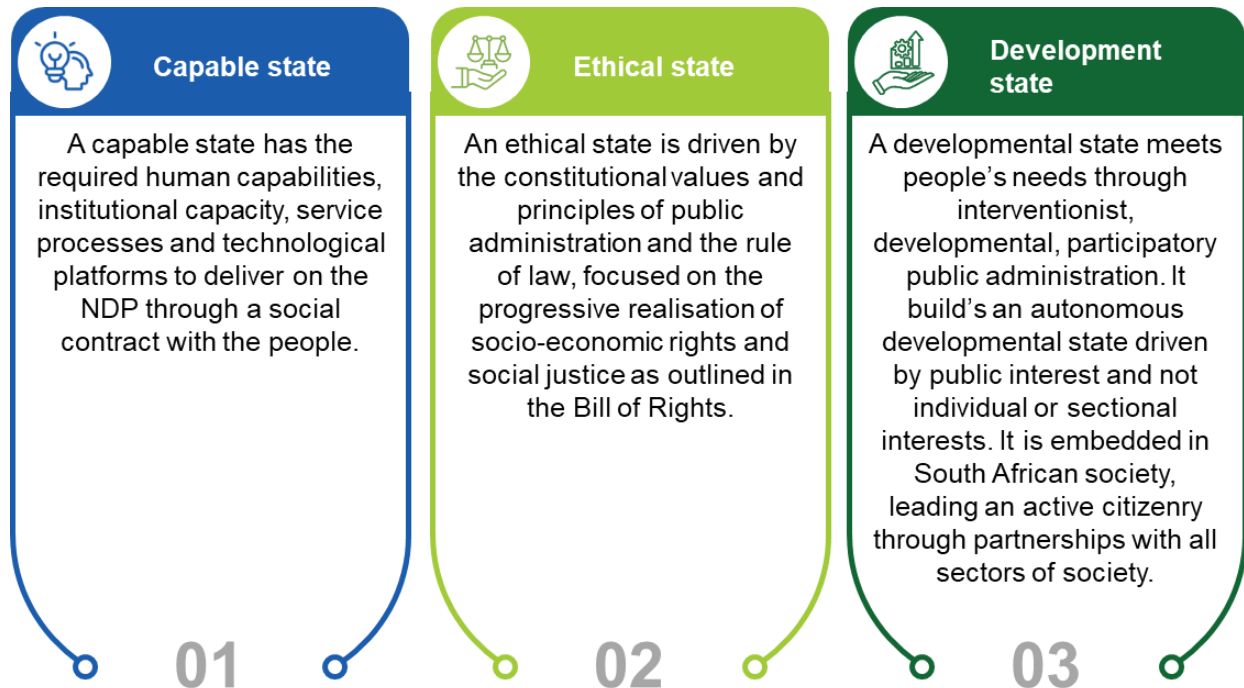 Capable state
A capable state has the
required human capabilities,
institutional capacity, service
processes and technological
platforms to deliver on the
NDP through a social
contract with the people.
01
Ethical state
An ethical state is driven by
the constitutional values and
principles of public
administration and the rule
of law, focused on the
progressive realisation of
socio-economic rights and
social justice as outlined in
the Bill of Rights.
02
Development
state
A developmental state meets
people’s needs through
interventionist,
developmental, participatory
public administration. It
build’s an autonomous
developmental state driven
by public interest and not
individual or sectional
interests. It is embedded in
South African society,
leading an active citizenry
through partnerships with all
sectors of society.
03